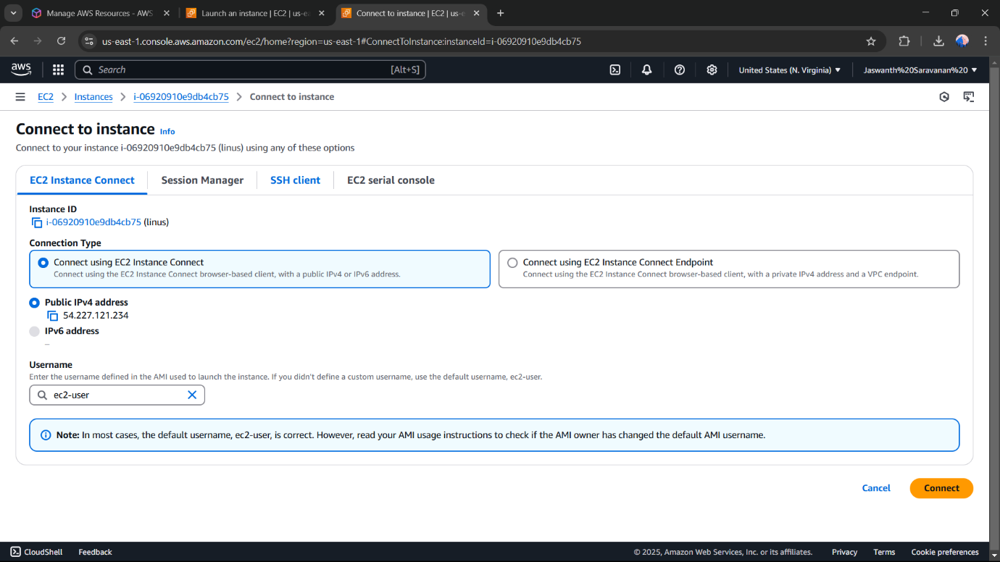 Manage AWS Resources - AWS
Launch an instance | EC2 | us-ea
Connect to instance | EC2 | us-e
us-east-1.console.aws.amazon.com/ec2/home?region=us-east-1#ConnectToInstance:instanceId=i-06920910e9db4cb75
aws
Search [Alt+S]
United States (N. Virginia)
Jaswanth%20Saravanan%20
EC2 > Instances > i-06920910e9db4cb75 > Connect to instance
Connect to instance Info
Connect to your instance i-06920910e9db4cb75 (linus) using any of these options
EC2 Instance Connect
Session Manager
SSH client
EC2 serial console
Instance ID
i-06920910e9db4cb75 (linus)
Connection Type
Connect using EC2 Instance Connect
Connect using the EC2 Instance Connect browser-based client, with a public IPv4 or IPv6 address.
Connect using EC2 Instance Connect Endpoint
Connect using the EC2 Instance Connect browser-based client, with a private IPv4 address and a VPC endpoint.
Public IPv4 address
54.227.121.234
IPv6 address
–
Username
Enter the username defined in the AMI used to launch the instance. If you didn't define a custom username, use the default username, ec2-user.
ec2-user
Note: In most cases, the default username, ec2-user, is correct. However, read your AMI usage instructions to check if the AMI owner has changed the default AMI username.
Cancel
Connect
CloudShell
Feedback
© 2025, Amazon Web Services, Inc. or its affiliates.
Privacy
Terms
Cookie preferences